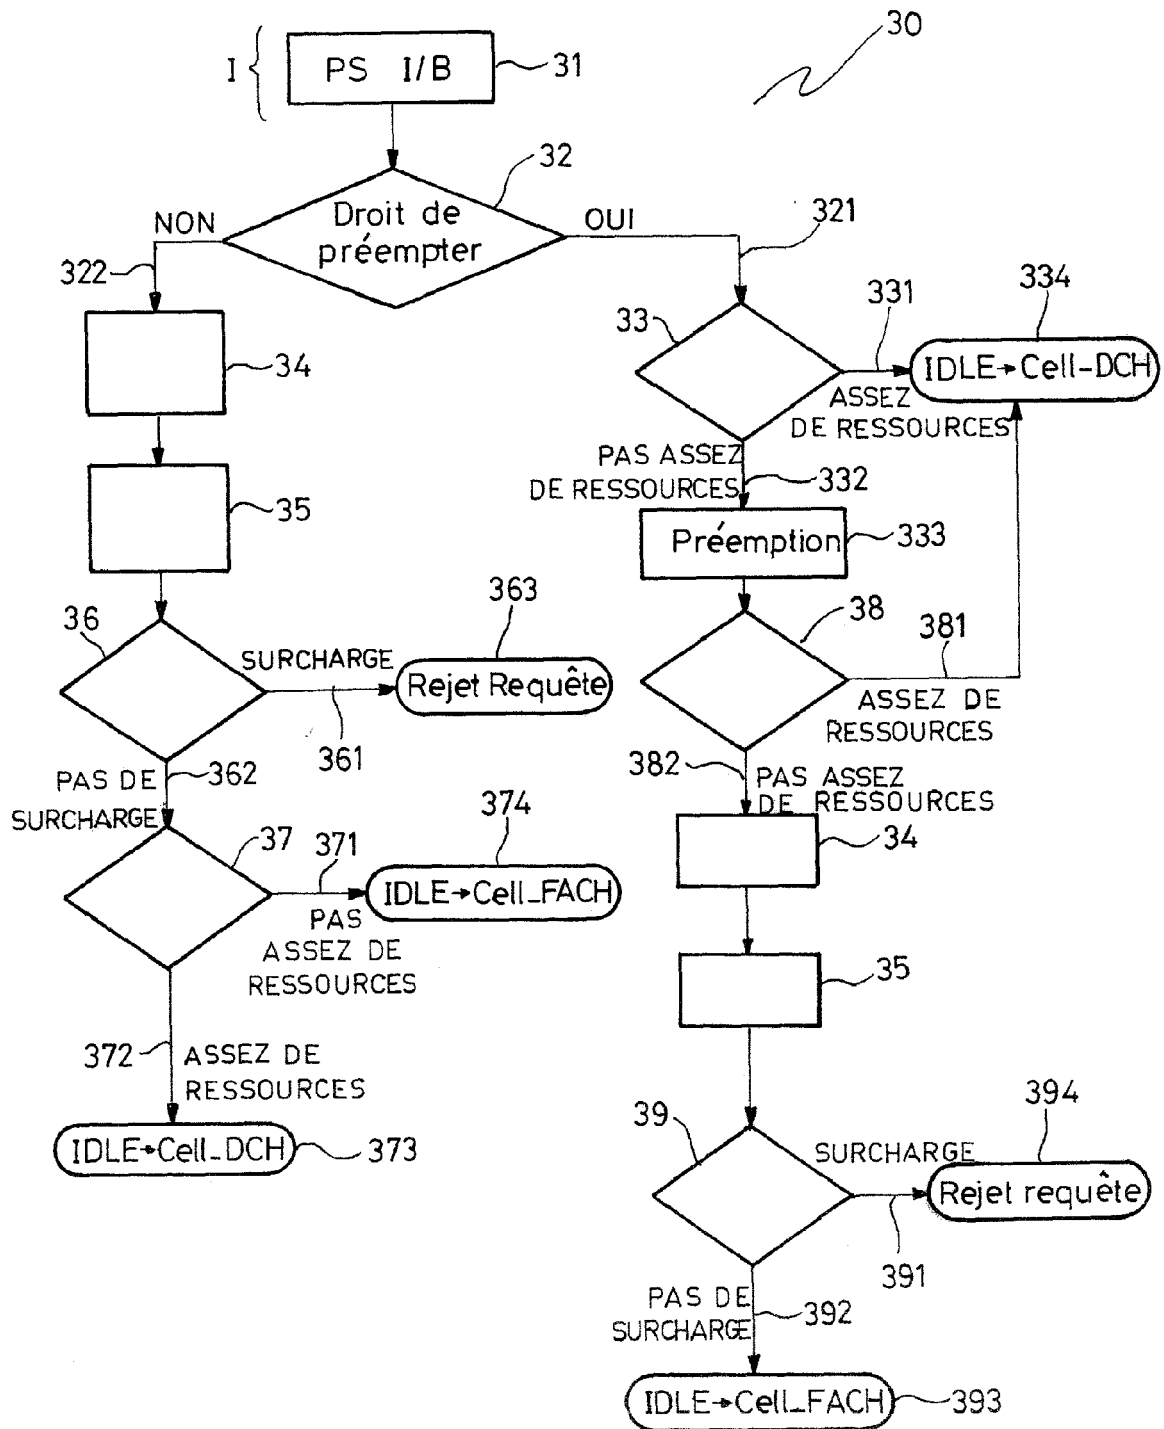 30
I
PS I/B
31
32
Droit de
préempter
NON
OUI
321
322
34
35
33
331
334
IDLE→Cell-DCH
ASSEZ
DE RESSOURCES
PAS ASSEZ
DE RESSOURCES
332
Préemption
333
36
SURCHARGE
363
Rejet Requête
361
38
381
ASSEZ DE
RESSOURCES
PAS DE
SURCHARGE
362
382
PAS ASSEZ
DE RESSOURCES
37
371
374
IDLE→Cell_FACH
PAS
ASSEZ DE
RESSOURCES
34
35
372
ASSEZ DE
RESSOURCES
IDLE→Cell_DCH
373
39
SURCHARGE
394
Rejet requête
391
PAS DE
SURCHARGE
392
IDLE→Cell_FACH
393